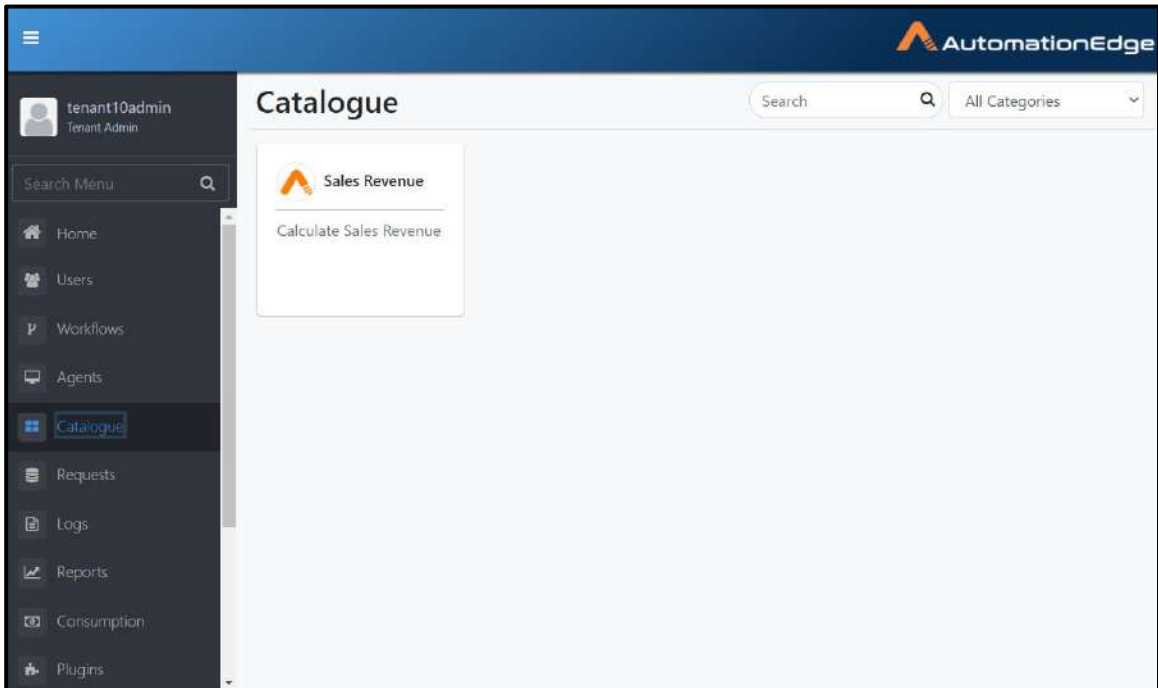 AutomationEdge
tenant10admin
Tenant Admin
Search Menu
Home
Users
Workflows
Agents
Catalogue
Requests
Logs
Reports
Consumption
Plugins
Catalogue
Search
All Categories
Sales Revenue
Calculate Sales Revenue